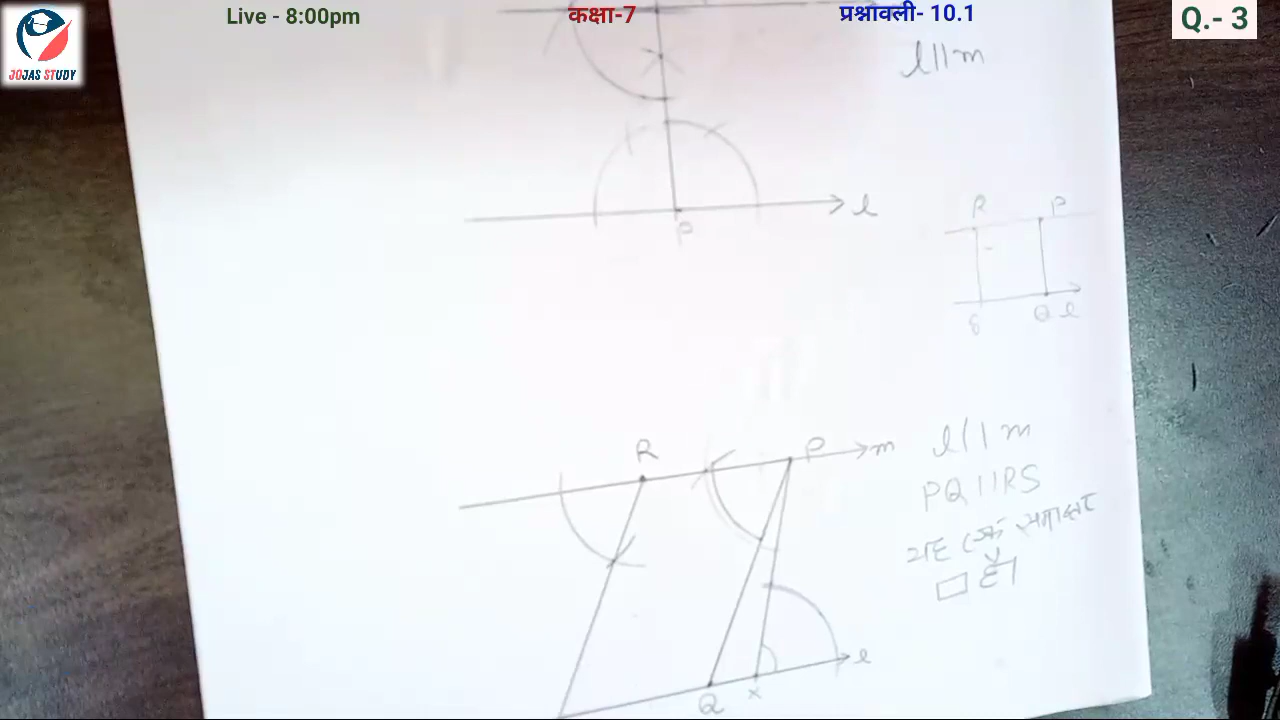 JOJAS STUDY
Live - 8:00pm
कक्षा-7
प्रश्नावली- 10.1
Q.- 3
l||m
l
P
R P
S Q l
R P m
l||m
PQ||RS
यह एक समान्तर
□ है।
l
Q x